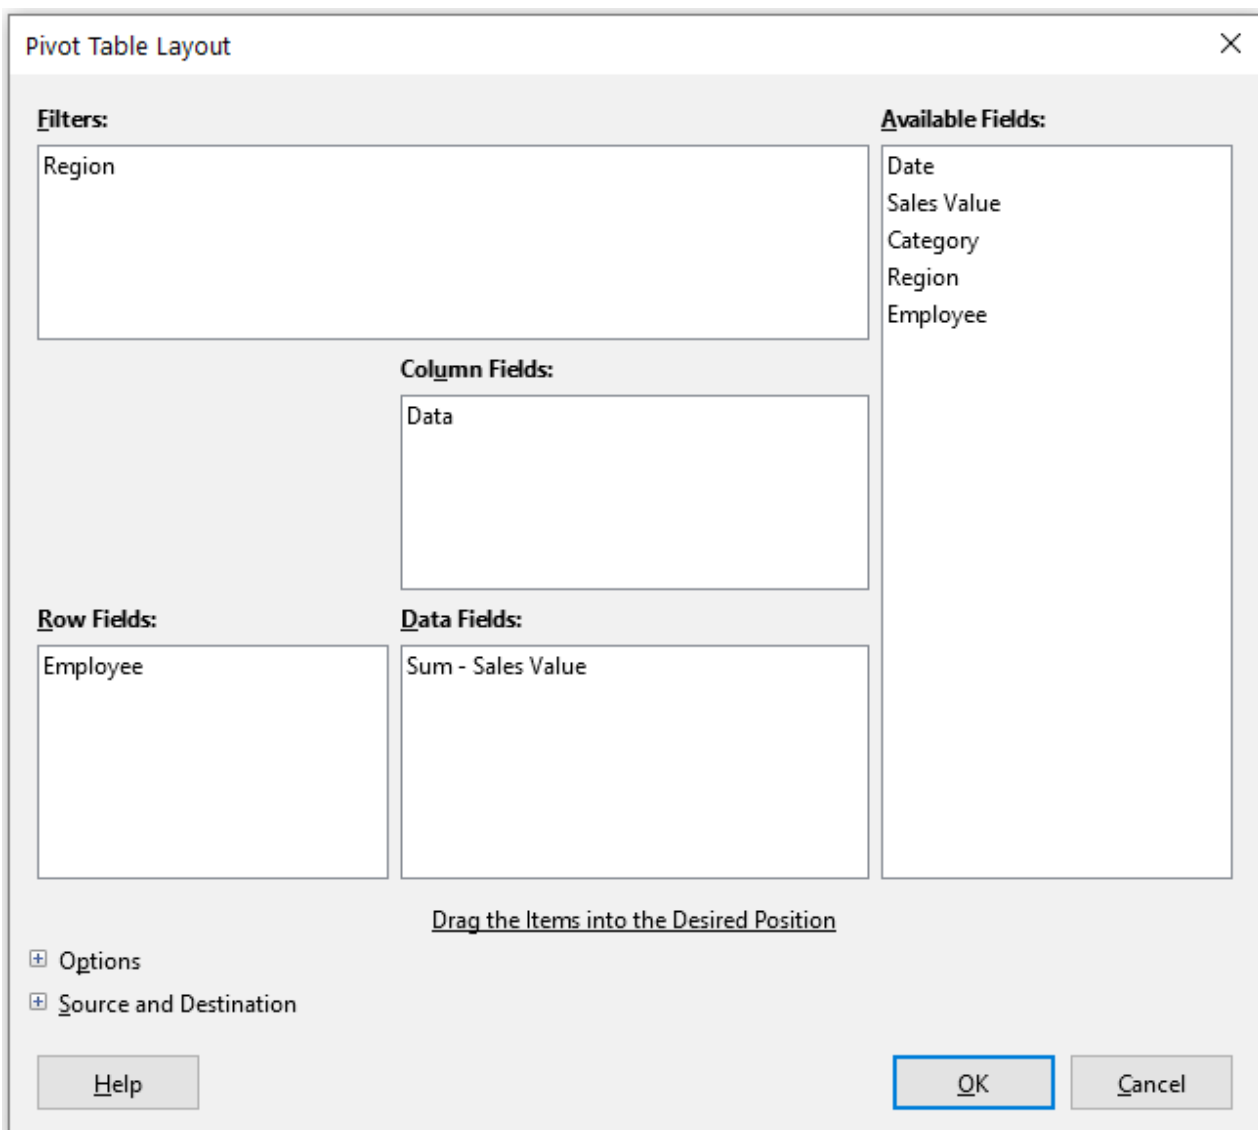 Pivot Table Layout
Filters:
Region
Available Fields:
Date
Sales Value
Category
Region
Employee
Column Fields:
Data
Row Fields:
Employee
Data Fields:
Sum - Sales Value
Drag the Items into the Desired Position
Options
Source and Destination
Help
OK
Cancel